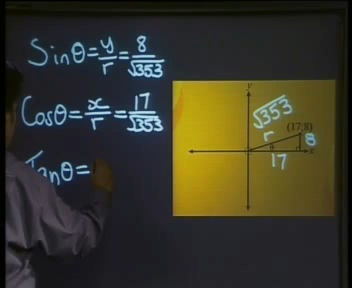 Sinθ = y/r = 8/√353
Cosθ = x/r = 17/√353
Tanθ =
y
√353
(17;8)
r
θ
8
x
17